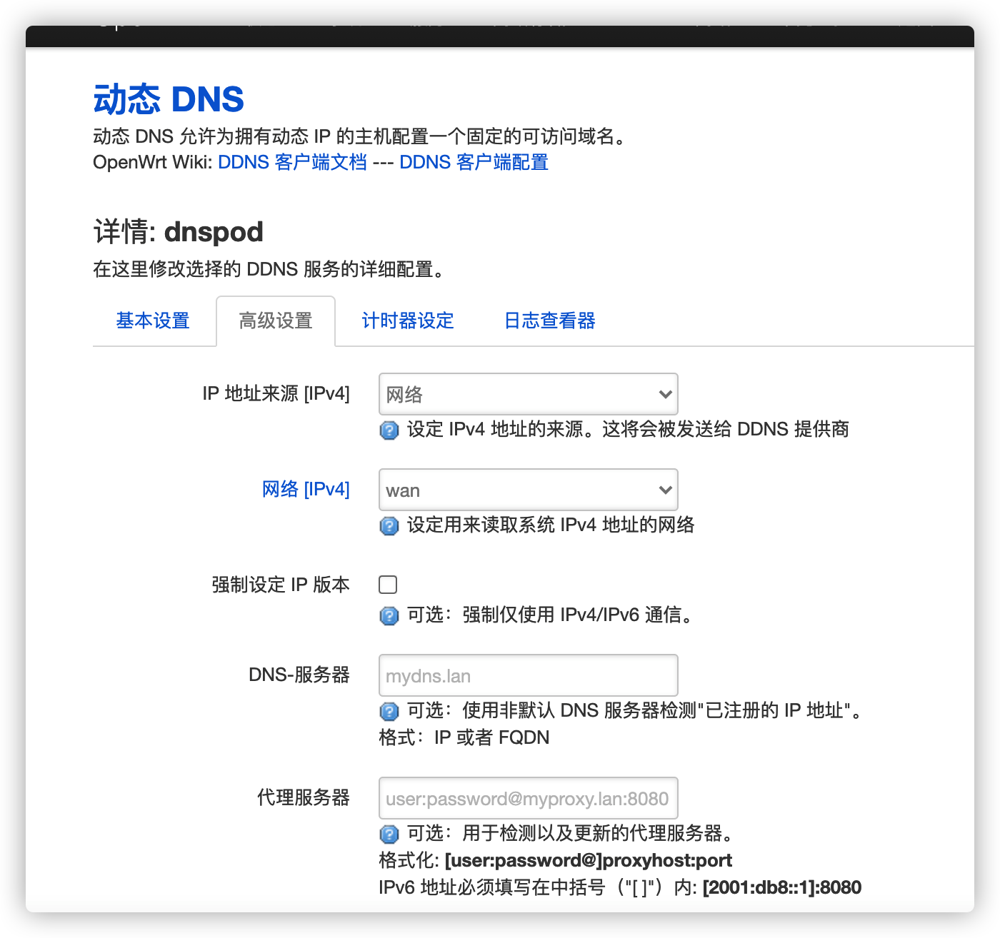 动态 DNS
动态 DNS 允许为拥有动态 IP 的主机配置一个固定的可访问域名。
OpenWrt Wiki: DDNS 客户端文档 --- DDNS 客户端配置
详情: dnspod
在这里修改选择的 DDNS 服务的详细配置。
基本设置 高级设置 计时器设定 日志查看器
IP 地址来源 [IPv4] 网络
设定 IPv4 地址的来源。这将会被发送给 DDNS 提供商
网络 [IPv4] wan
设定用来读取系统 IPv4 地址的网络
强制设定 IP 版本
可选：强制仅使用 IPv4/IPv6 通信。
DNS-服务器 mydns.lan
可选：使用非默认 DNS 服务器检测"已注册的 IP 地址"。
格式：IP 或者 FQDN
代理服务器 user:password@myproxy.lan:8080
可选：用于检测以及更新的代理服务器。
格式化: [user:password@]proxyhost:port
IPv6 地址必须填写在中括号（"[ ]"）内: [2001:db8::1]:8080